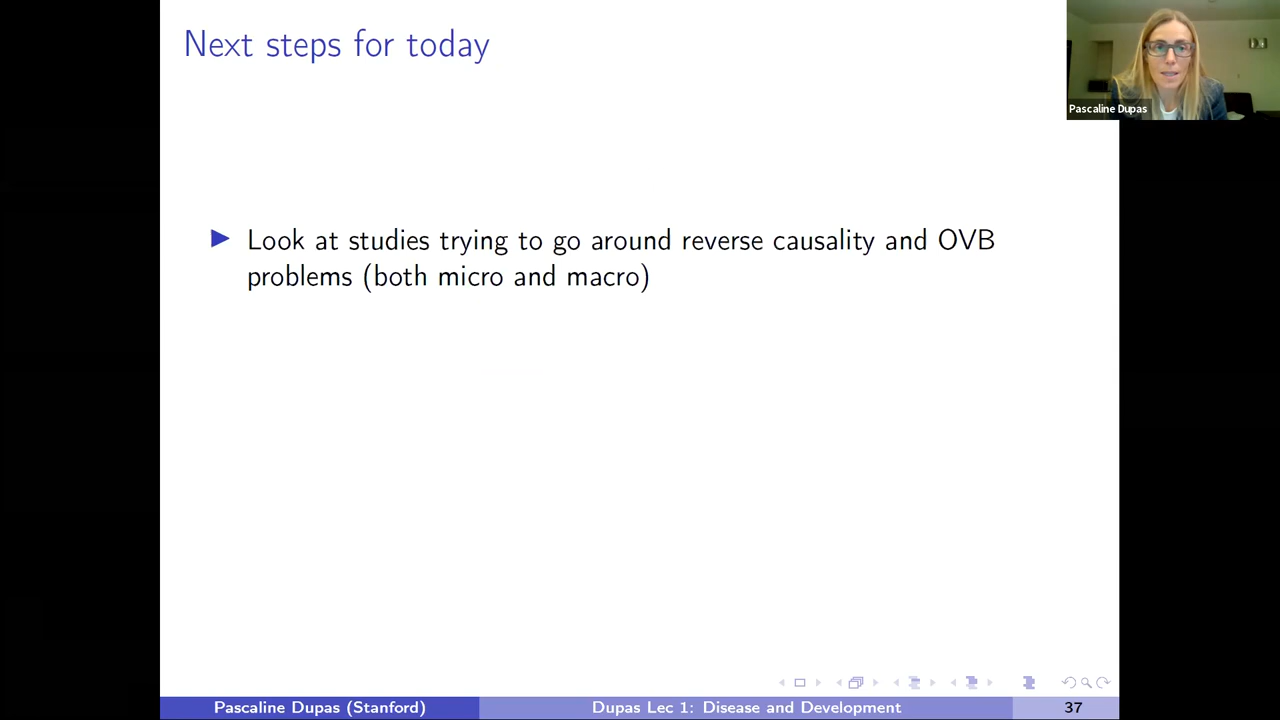 Next steps for today
Pascaline Dupas
▶ Look at studies trying to go around reverse causality and OVB
problems (both micro and macro)
Pascaline Dupas (Stanford) Dupas Lec 1: Disease and Development 37